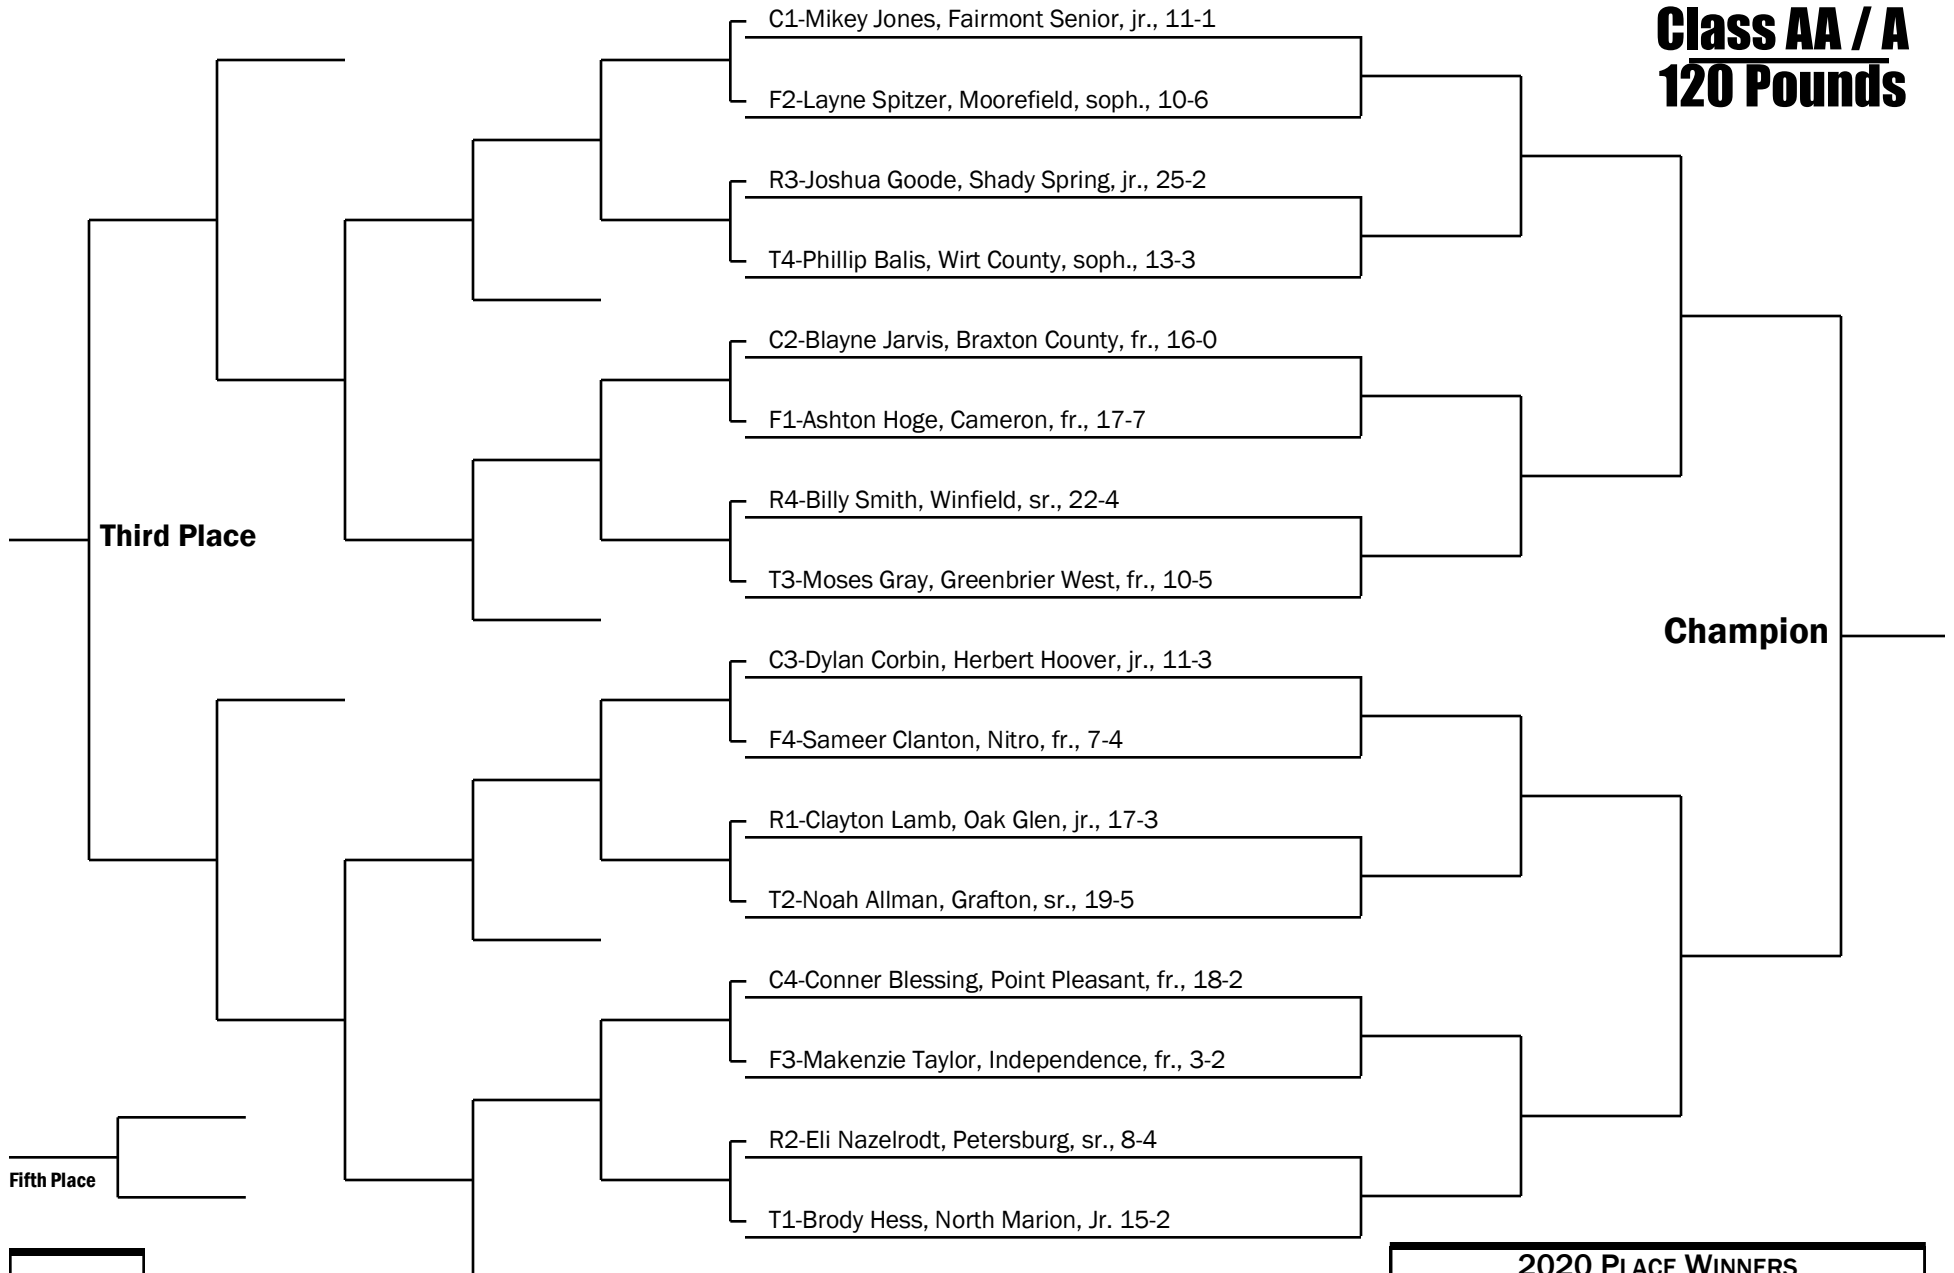 Class AA / A
120 Pounds
C1-Mikey Jones, Fairmont Senior, jr., 11-1
F2-Layne Spitzer, Moorefield, soph., 10-6
R3-Joshua Goode, Shady Spring, jr., 25-2
T4-Phillip Balis, Wirt County, soph., 13-3
C2-Blayne Jarvis, Braxton County, fr., 16-0
F1-Ashton Hoge, Cameron, fr., 17-7
R4-Billy Smith, Winfield, sr., 22-4
Third Place
T3-Moses Gray, Greenbrier West, fr., 10-5
Champion
C3-Dylan Corbin, Herbert Hoover, jr., 11-3
F4-Sameer Clanton, Nitro, fr., 7-4
R1-Clayton Lamb, Oak Glen, jr., 17-3
T2-Noah Allman, Grafton, sr., 19-5
C4-Conner Blessing, Point Pleasant, fr., 18-2
F3-Makenzie Taylor, Independence, fr., 3-2
R2-Eli Nazelrodt, Petersburg, sr., 8-4
Fifth Place
T1-Brody Hess, North Marion, Jr. 15-2
2020 PLACE WINNERS